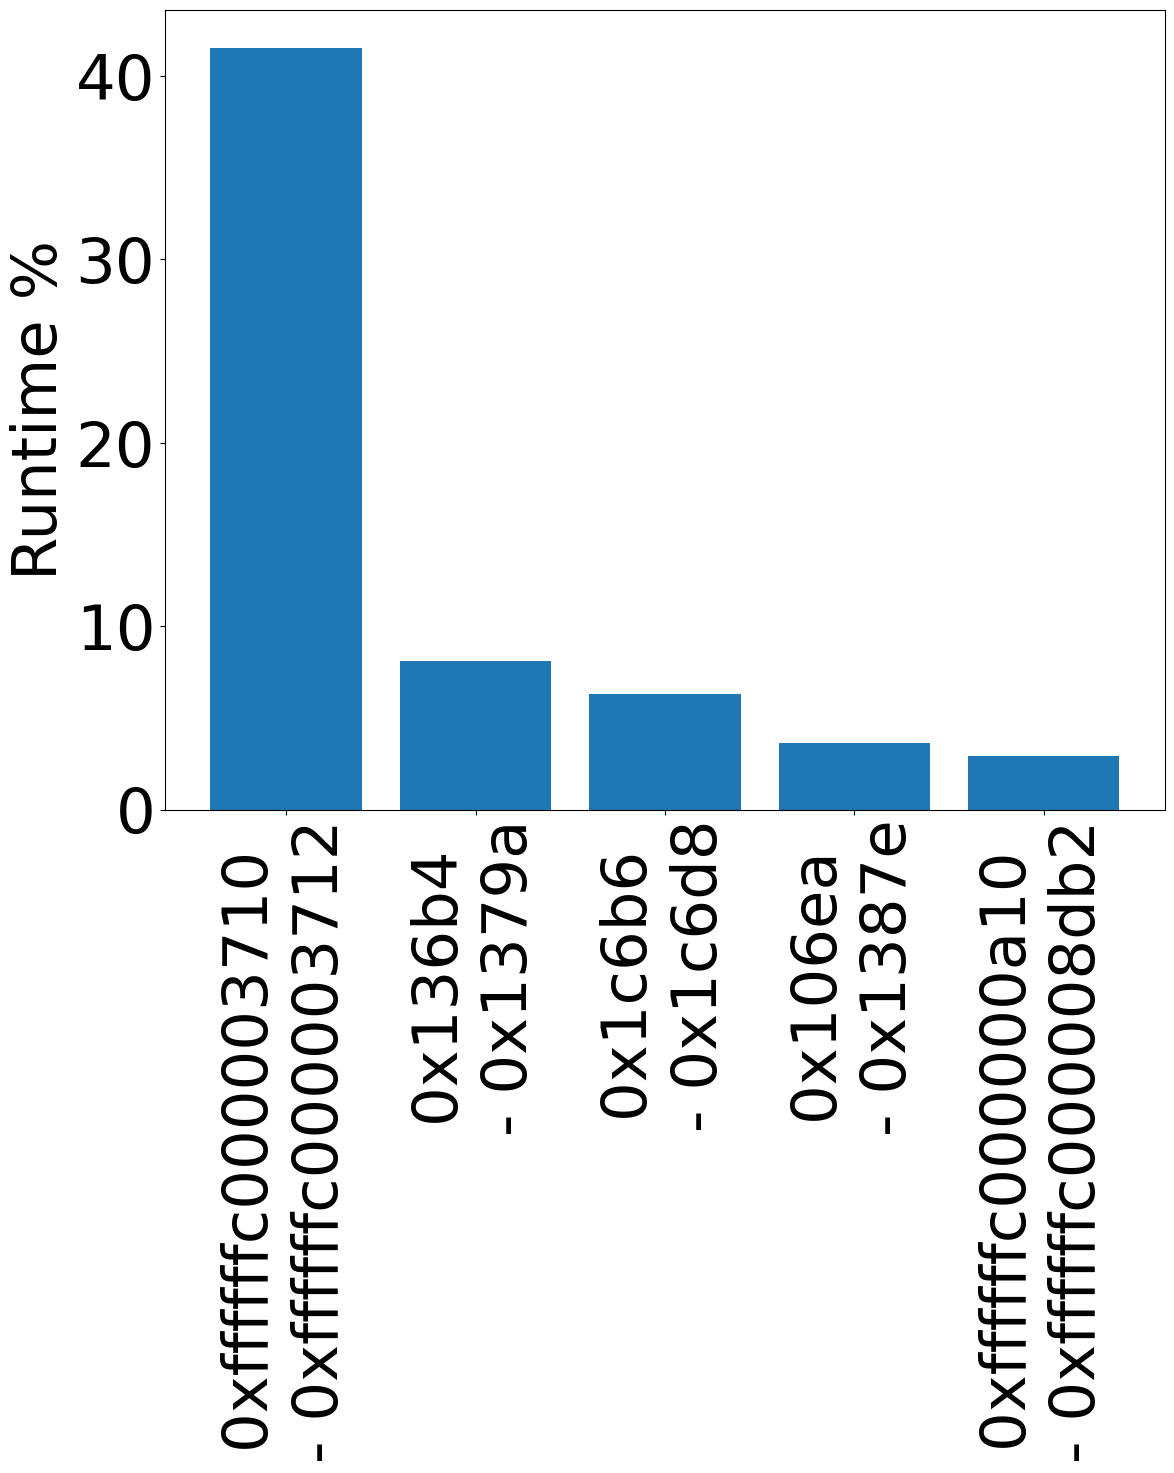 40
30
20
10
0
Runtime %
0xffffffc000003710
- 0xffffffc000003712
0x136b4
- 0x1379a
0x1c6b6
- 0x1c6d8
0x106ea
- 0x1387e
0xffffffc000000a10
- 0xffffffc000008db2